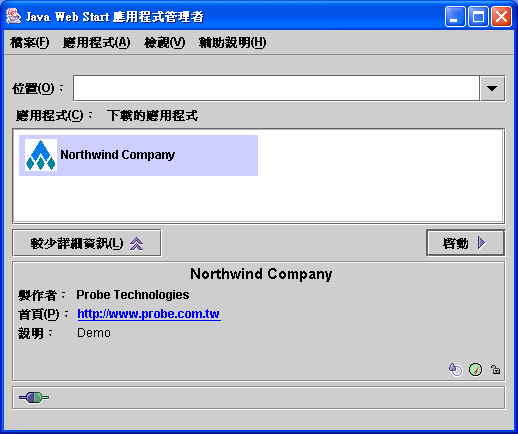 Java Web Start 應用程式管理者
檔案(F) 應用程式(A) 檢視(V) 輔助說明(H)
位置(O)：
應用程式(C)： 下載的應用程式
Northwind Company
較少詳細資訊(L) 啓動
Northwind Company
製作者： Probe Technologies
首頁(P)： http://www.probe.com.tw
說明： Demo